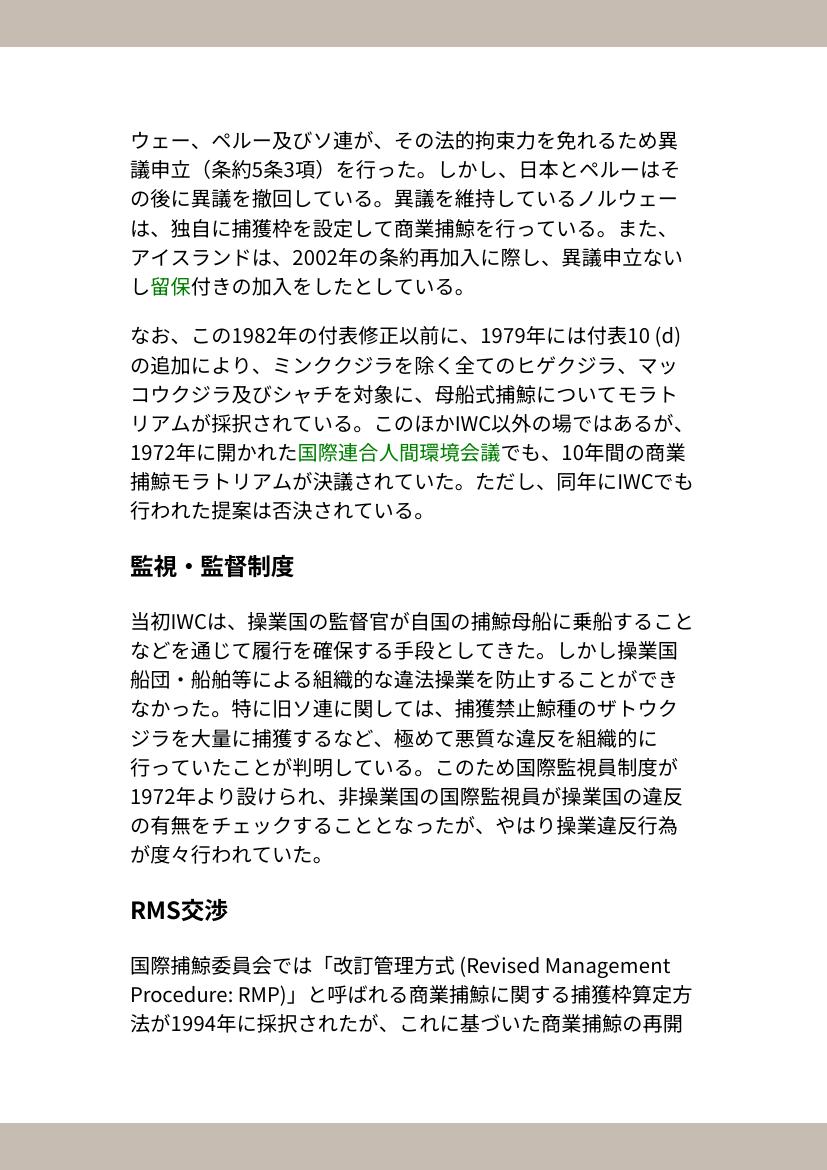 ウェー、ペルー及びソ連が、その法的拘束力を免れるため異
議申立（条約5条3項）を行った。しかし、日本とペルーはそ
の後に異議を撤回している。異議を維持しているノルウェー
は、独自に捕獲枠を設定して商業捕鯨を行っている。また、
アイスランドは、2002年の条約再加入に際し、異議申立ない
し留保付きの加入をしたとしている。
なお、この1982年の付表修正以前に、1979年には付表10 (d)
の追加により、ミンククジラを除く全てのヒゲクジラ、マッ
コウクジラ及びシャチを対象に、母船式捕鯨についてモラト
リアムが採択されている。このほかIWC以外の場ではあるが、
1972年に開かれた国際連合人間環境会議でも、10年間の商業
捕鯨モラトリアムが決議されていた。ただし、同年にIWCでも
行われた提案は否決されている。
監視・監督制度
当初IWCは、操業国の監督官が自国の捕鯨母船に乗船すること
などを通じて履行を確保する手段としてきた。しかし操業国
船団・船舶等による組織的な違法操業を防止することができ
なかった。特に旧ソ連に関しては、捕獲禁止鯨種のザトウク
ジラを大量に捕獲するなど、極めて悪質な違反を組織的に
行っていたことが判明している。このため国際監視員制度が
1972年より設けられ、非操業国の国際監視員が操業国の違反
の有無をチェックすることとなったが、やはり操業違反行為
が度々行われていた。
RMS交渉
国際捕鯨委員会では「改訂管理方式 (Revised Management
Procedure: RMP)」と呼ばれる商業捕鯨に関する捕獲枠算定方
法が1994年に採択されたが、これに基づいた商業捕鯨の再開